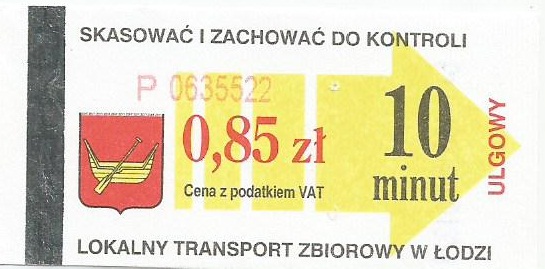 SKASOWAĆ I ZACHOWAĆ DO KONTROLI
P 0635522
0,85 zł
Cena z podatkiem VAT
10
minut
ULGOWY
LOKALNY TRANSPORT ZBIOROWY W ŁODZI